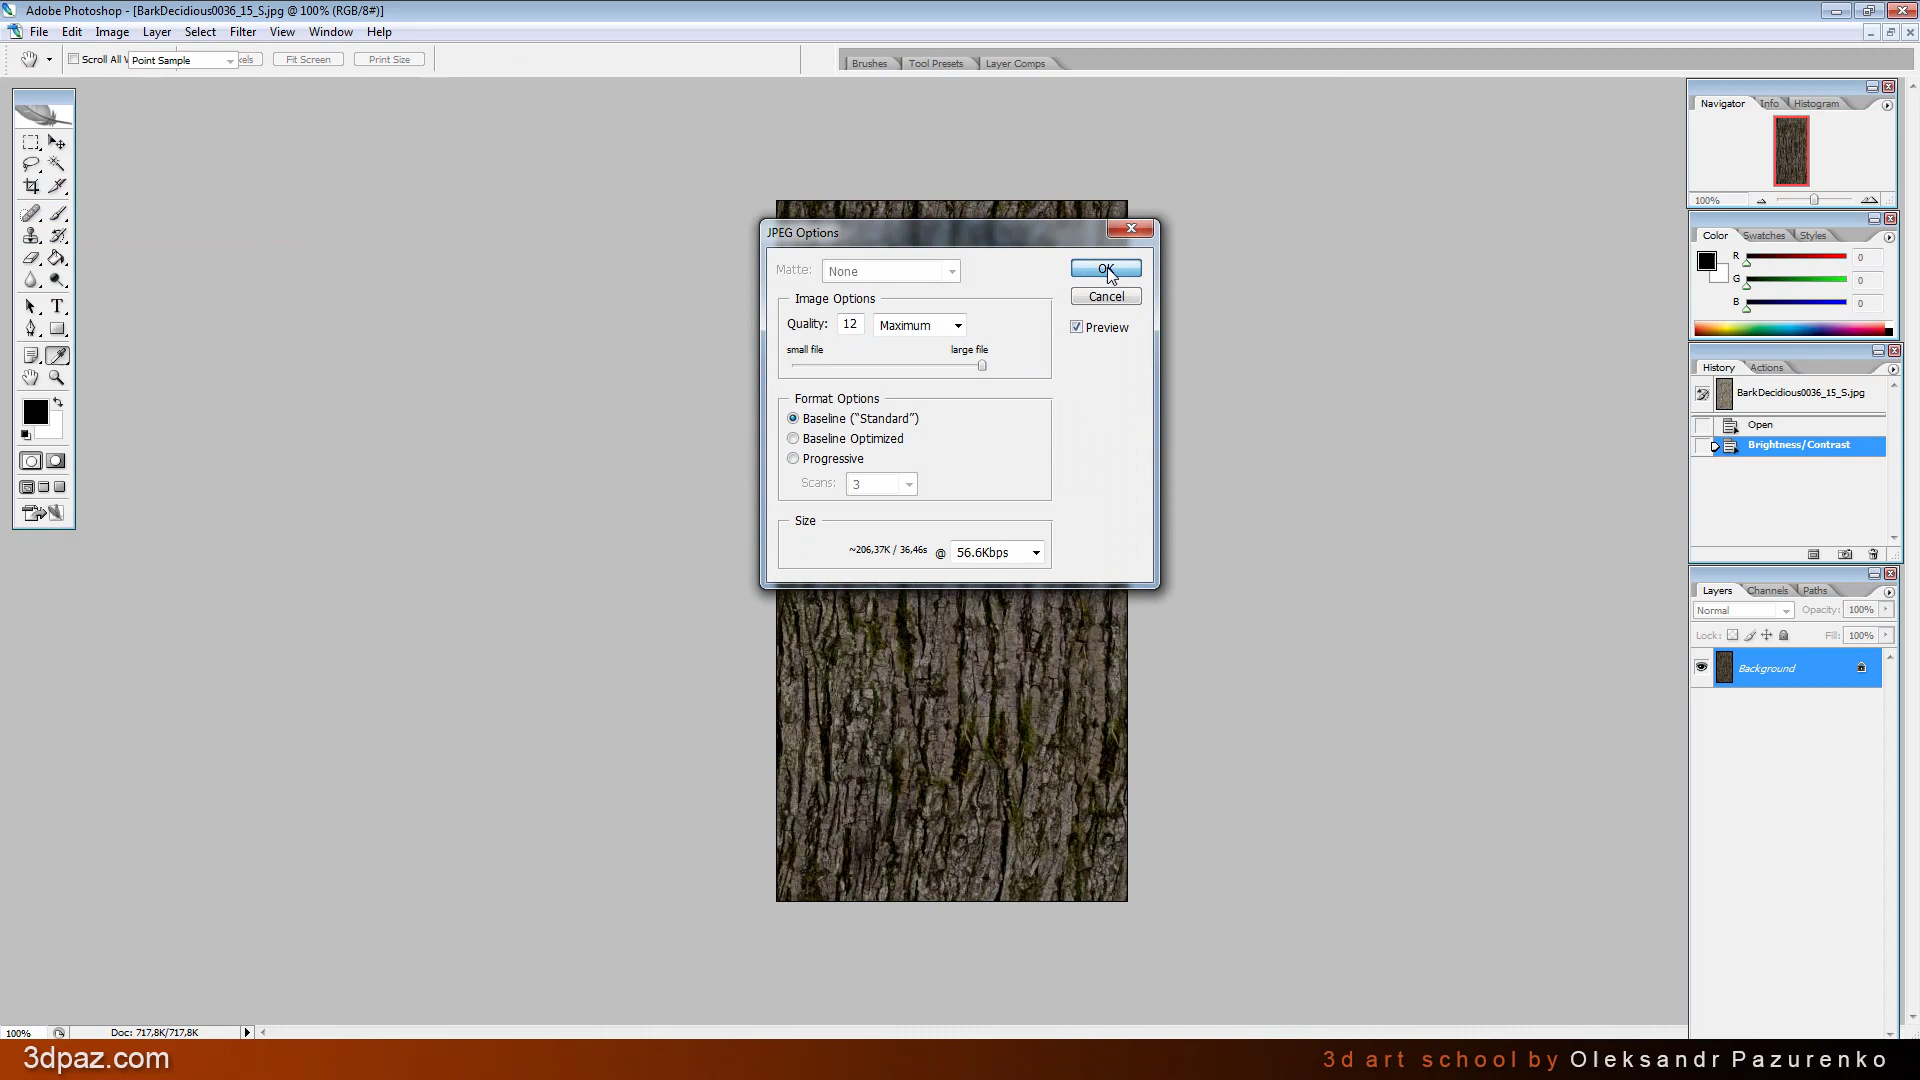 Adobe Photoshop - [BarkDecidious0036_15_S.jpg @ 100% (RGB/8#)]
File Edit Image Layer Select Filter View Window Help
Scroll All Point Sample Fit Screen Print Size
Brushes Tool Presets Layer Comps
Navigator Info Histogram
100%
JPEG Options
Matte: None
OK
Cancel
Preview
Image Options
Quality: 12 Maximum
small file large file
Format Options
Baseline (“Standard”)
Baseline Optimized
Progressive
Scans: 3
Size
~206,37K / 36,46s @ 56.6Kbps
Color Swatches Styles
R 0
G 0
B 0
History Actions
BarkDecidious0036_15_S.jpg
Open
Brightness/Contrast
Layers Channels Paths
Normal Opacity: 100%
Lock: Fill: 100%
Background
100% Doc: 717,8K/717,8K
3dpaz.com
3d art school by Oleksandr Pazurenko